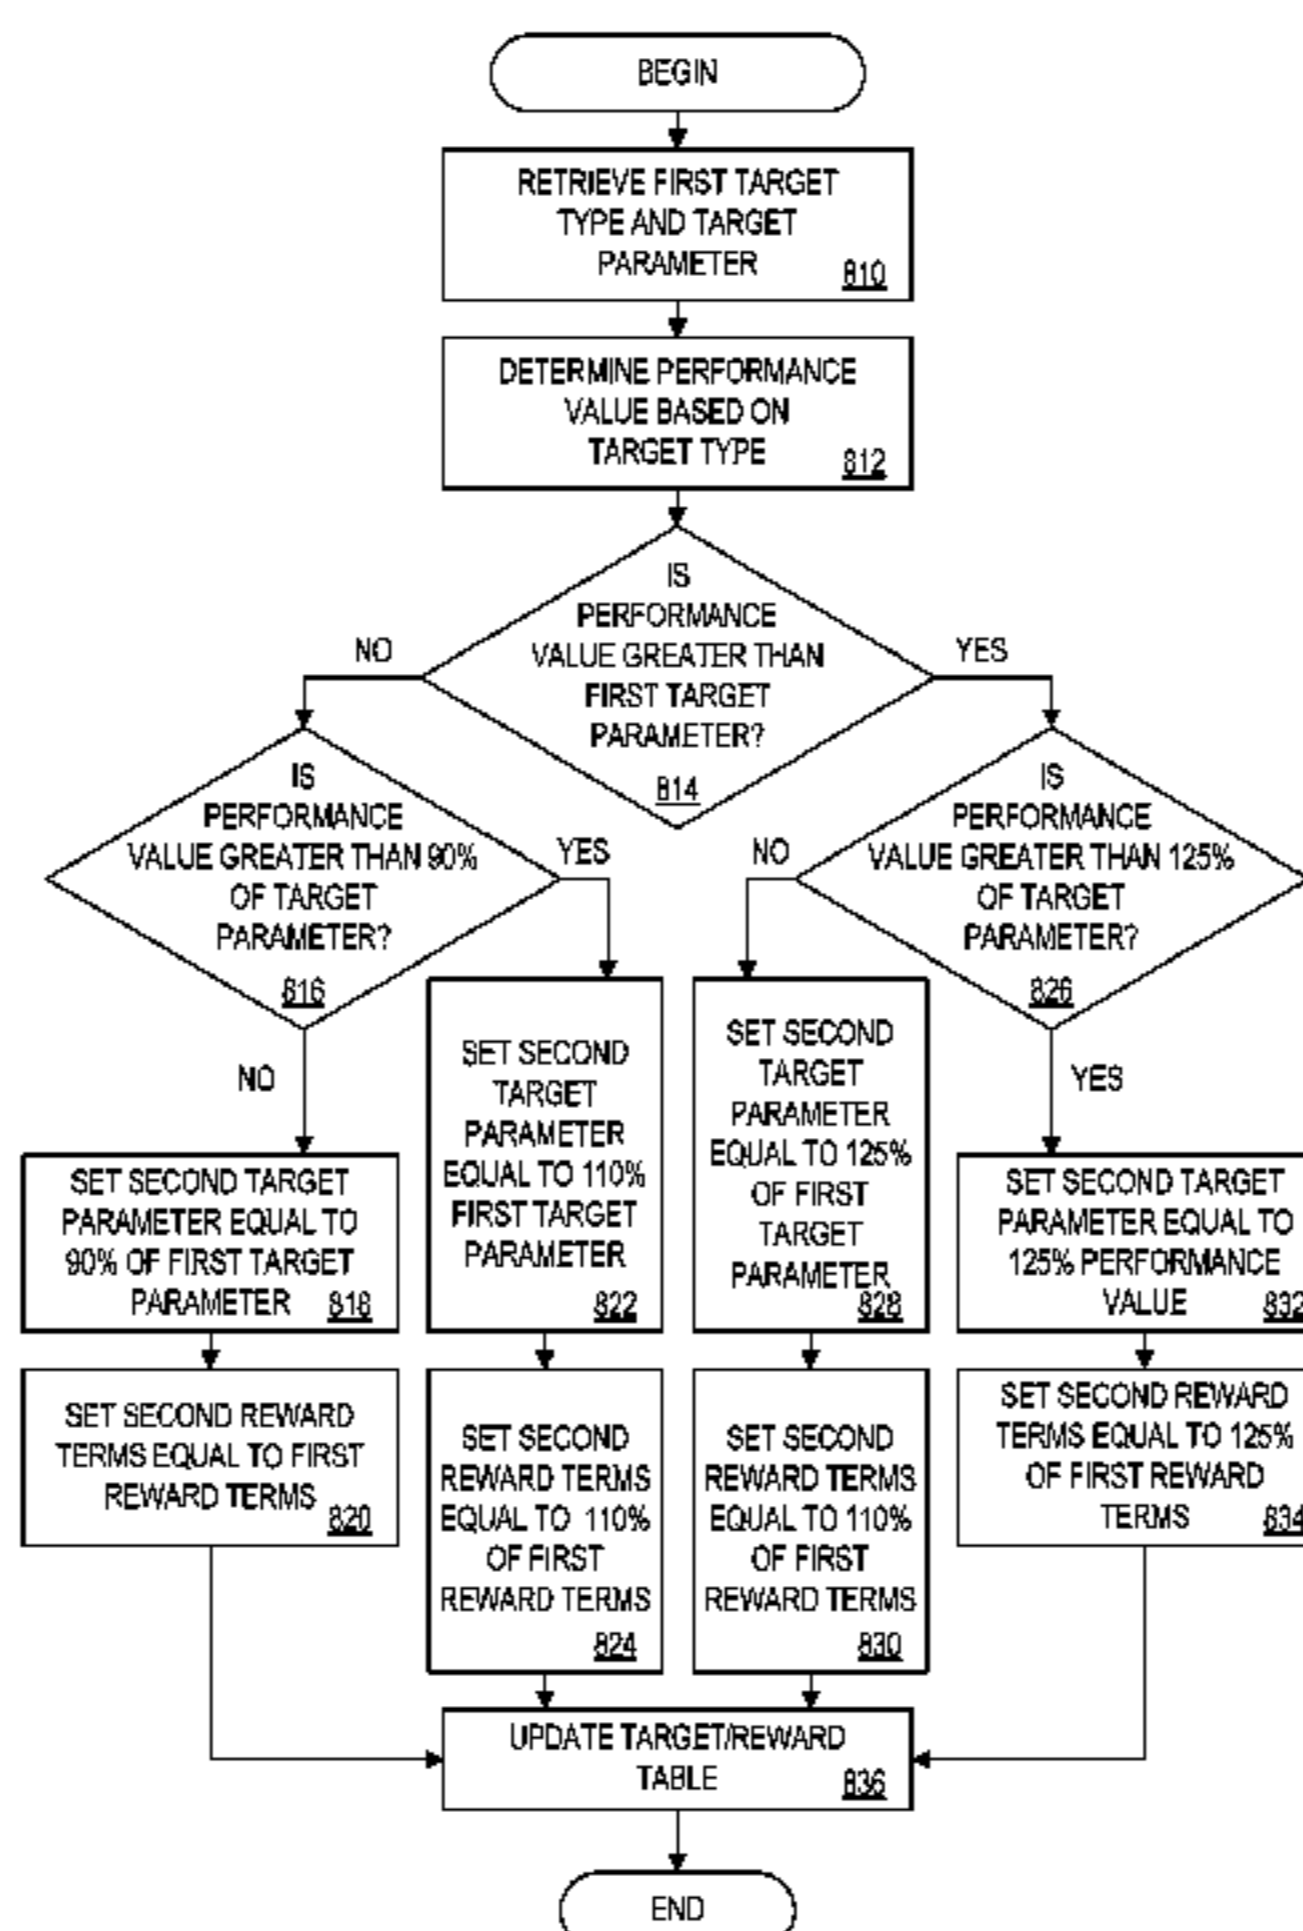 BEGIN
RETRIEVE FIRST TARGET
TYPE AND TARGET
PARAMETER
810
DETERMINE PERFORMANCE
VALUE BASED ON
TARGET TYPE
812
IS
PERFORMANCE
VALUE GREATER THAN
FIRST TARGET
PARAMETER?
814
NO
YES
IS
PERFORMANCE
VALUE GREATER THAN 90%
OF TARGET
PARAMETER?
816
YES
NO
IS
PERFORMANCE
VALUE GREATER THAN 125%
OF TARGET
PARAMETER?
826
NO
YES
SET SECOND TARGET
PARAMETER EQUAL TO
90% OF FIRST TARGET
PARAMETER
818
SET SECOND
TARGET
PARAMETER
EQUAL TO 110%
FIRST TARGET
PARAMETER
822
SET SECOND
TARGET
PARAMETER
EQUAL TO 125%
OF FIRST
TARGET
PARAMETER
828
SET SECOND TARGET
PARAMETER EQUAL TO
125% PERFORMANCE
VALUE
832
SET SECOND REWARD
TERMS EQUAL TO FIRST
REWARD TERMS
820
SET SECOND
REWARD TERMS
EQUAL TO 110%
OF FIRST
REWARD TERMS
824
SET SECOND
REWARD TERMS
EQUAL TO 110%
OF FIRST
REWARD TERMS
830
SET SECOND REWARD
TERMS EQUAL TO 125%
OF FIRST REWARD
TERMS
834
UPDATE TARGET/REWARD
TABLE
836
END